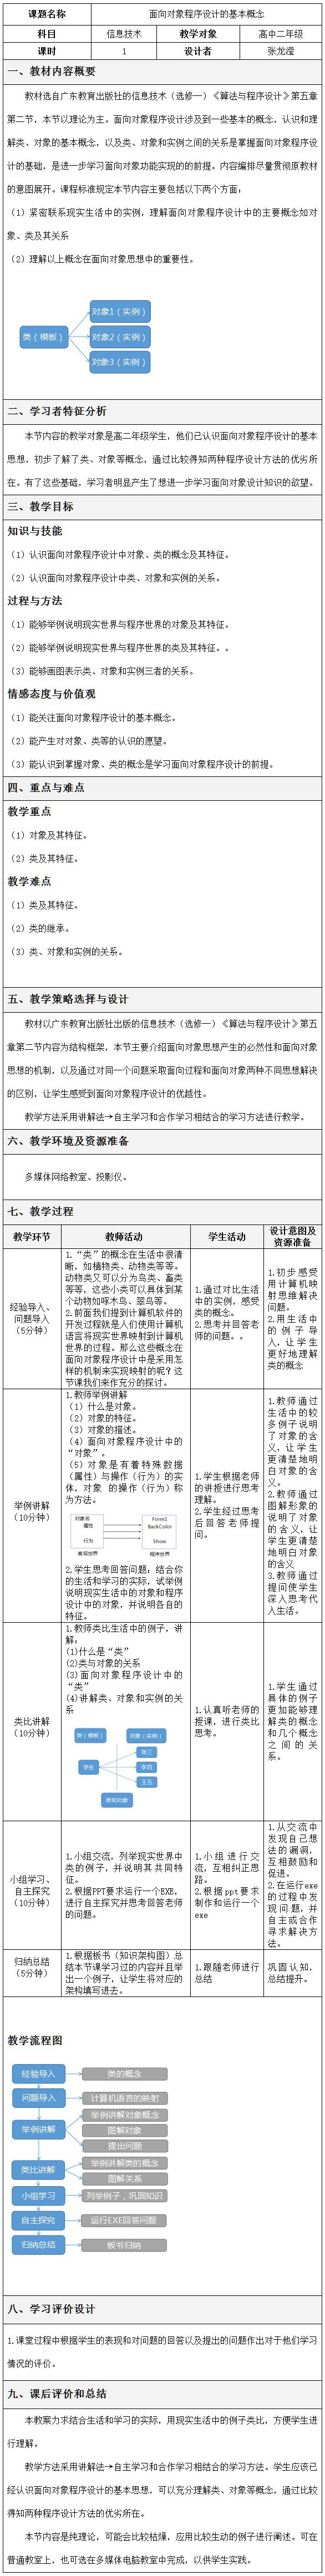 课题名称 面向对象程序设计的基本概念
科目 信息技术 教学对象 高中二年级
课时 1 设计者 张龙滢
一、教材内容概要
教材选自广东教育出版社的信息技术（选修一）《算法与程序设计》第五章
第二节，本节以理论为主。面向对象程序设计涉及到一些基本的概念，认识和理
解类、对象的基本概念，以及类、对象和实例之间的关系是掌握面向对象程序设
计的基础，是进一步学习面向对象功能实现的的前提。内容编排尽量贯彻原教材
的意图展开。课程标准规定本节内容主要包括以下两个方面；
（1）紧密联系现实生活中的实例，理解面向对象程序设计中的主要概念如对
象、类及其关系
（2）理解以上概念在面向对象思想中的重要性。
类（模板）
对象1（实例）
对象2（实例）
对象3（实例）
二、学习者特征分析
本节内容的教学对象是高二年级学生，他们已认识面向对象程序设计的基本
思想，初步了解了类、对象等概念，通过比较得知两种程序设计方法的优劣所
在。有了这些基础，学习者明显产生了想进一步学习面向对象设计知识的欲望。
三、教学目标
知识与技能
（1）认识面向对象程序设计中对象、类的概念及其特征。
（2）认识面向对象程序设计中类、对象和实例的关系。
过程与方法
（1）能够举例说明现实世界与程序世界的对象及其特征。
（2）能够举例说明现实世界与程序世界的类及其特征。。
（3）能够画图表示类、对象和实例三者的关系。
情感态度与价值观
（1）能关注面向对象程序设计的基本概念。
（2）能产生对对象、类等的认识的愿望。
（3）能认识到掌握对象、类的概念是学习面向对象程序设计的前提。
四、重点与难点
教学重点
（1）对象及其特征。
（2）类及其特征。
教学难点
（1）类及其特征。
（2）类的继承。
（3）类、对象和实例的关系。
五、教学策略选择与设计
教材以广东教育出版社出版的信息技术（选修一）《算法与程序设计》第五
章第二节内容为结构框架，本节主要介绍面向对象思想产生的必然性和面向对象
思想的机制，以及通过对同一个问题采取面向过程和面向对象两种不同思想解决
的区别，让学生感受到面向对象程序设计的优越性。
教学方法采用讲解法→自主学习和合作学习相结合的学习方法进行教学。
六、教学环境及资源准备
多媒体网络教室、投影仪。
七、教学过程
教学环节 教师活动 学生活动 设计意图及
资源准备
经验导入、
问题导入
（5分钟）
1.“类”的概念在生活中很清
晰，如植物类、动物类等等。
动物类又可以分为鸟类、畜类
等等，这些小类可以具体到某
个动物如啄木鸟、翠鸟等。
2.前面我们提到计算机软件的
开发过程就是人们使用计算机
语言将现实世界映射到计算机
世界的过程。那么这些概念在
面向对象程序设计中是采用怎
样的机制来实现映射的呢？这
节课我们来作充分的探讨。
1.通过对比生活
中的实例，感受
类的概念。
2.思考并回答老
师的问题。。
1.初步感受
用计算机映
射思维解决
问题。
2.用生活中
的例子导
入，让学生
更好地理解
类的概念
举例讲解
（10分钟）
1.教师举例讲解
（1）什么是对象。
（2）对象的特征。
（3）对象的描述。
（4）面向对象程序设计中的
“对象”。
（5）对象是有着特殊数据
（属性）与操作（行为）的实
体，对象 的操作（行为）称
为方法。
对象名
属性
行为
客观世界
Form1
BackColor
Show
程序世界
2.学生思考回答问题：结合你
的生活和学习的实际，试举例
说明现实生活中的对象和程序
设计中的对象，并说明各自的
特征。
1.学生根据老师
的讲授进行思考
理解。
2.学生经过思考
后回答老师提
问。
1.教师通过
生活中的较
多例子说明
了对象的含
义，让学生
更清楚地明
白对象的含
义。
2.教师通过
图解形象的
说明了对象
的含义，让
学生更清楚
地明白对象
的含义
3.教师通过
提问使学生
深入思考代
入生活。
类比讲解
（10分钟）
1.教师类比生活中的例子，讲
解：
(1)什么是“类”
(2)类与对象的关系
(3)面向对象程序设计中的
“类”
(4)讲解类、对象和实例的关
系
类（模板）
对象（实例）
学生
张三
李四
王五
类和对象
1.认真听老师的
授课，进行类比
思考。
1.学生通过
具体的例子
更加能够理
解类的概念
和几个概念
之间的关
系。
小组学习、
自主探究
（10分钟）
1.小组交流，列举现实世界中
类的例子，并说明其共同特
征。
2.根据PPT要求运行一个EXE，
进行自主探究并思考回答老师
的问题。
1.小组进行交
流，互相纠正思
路。
2.根据ppt要求
制作和运行一个
exe
1.从交流中
发现自己想
法的漏洞，
互相鼓励和
促进。
2.在运行exe
的过程中发
现问题，并
自主或合作
寻求解决方
法。
归纳总结
（5分钟）
1.根据板书（知识架构图）总
结本节课学习过的内容并且举
出一个例子，让学生将对应的
架构填写进去。
1.跟随老师进行
总结
巩固认知，
总结提升。
教学流程图
经验导入 类的概念
问题导入 计算机语言的映射
举例讲解 举例讲解对象概念
图解对象
提出问题
类比讲解 举例讲解类的概念
图解关系
小组学习 列举例子，巩固知识
自主探究 运行EXE回答问题
归纳总结 板书归纳
八、学习评价设计
1.课堂过程中根据学生的表现和对问题的回答以及提出的问题作出对于他们学习
情况的评价。
九、课后评价和总结
本教案力求结合生活和学习的实际，用现实生活中的例子类比，方便学生进
行理解。
教学方法采用讲解法→自主学习和合作学习相结合的学习方法。学生应该已
经认识面向对象程序设计的基本思想，可以充分理解类、对象等概念，通过比较
得知两种程序设计方法的优劣所在。
本节内容是纯理论，可能会比较枯燥，应用比较生动的例子进行阐述。可在
普通教室上，也可选在多媒体电脑教室中完成，以供学生实践。